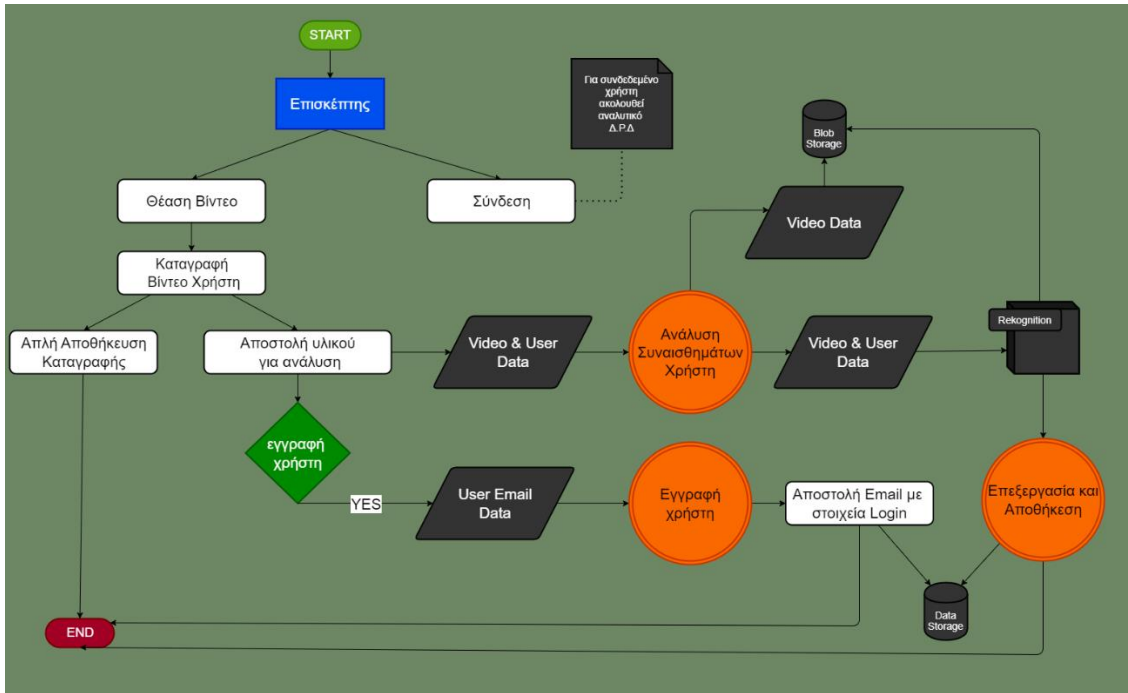 START
Επισκέπτης
Για συνδεδεμένο
χρήστη
ακολουθεί
αναλυτικό
Δ.Ρ.Δ
Blob
Storage
Θέαση Βίντεο
Σύνδεση
Video Data
Καταγραφή
Βίντεο Χρήστη
Rekognition
Απλή Αποθήκευση
Καταγραφής
Αποστολή υλικού
για ανάλυση
Video & User
Data
Ανάλυση
Συναισθημάτων
Χρήστη
Video & User
Data
εγγραφή
χρήστη
YES
User Email
Data
Εγγραφή
χρήστη
Αποστολή Email με
στοιχεία Login
Επεξεργασία και
Αποθήκεση
END
Data
Storage